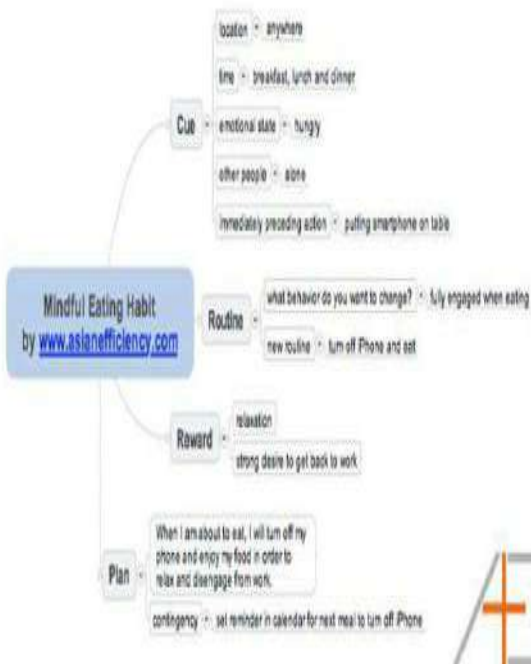 location - anywhere
time - breakfast, lunch and dinner
Cue
emotional state - hungry
other people - alone
immediately preceding action - putting smartphone on table
Mindful Eating Habit
by www.asianefficiency.com
Routine
what behavior do you want to change? - fully engaged when eating
new routine - turn off iPhone and eat
Reward
relaxation
strong desire to get back to work
Plan
When I am about to eat, I will turn off my
phone and enjoy my food in order to
relax and disengage from work.
contingency - set reminder in calendar for next meal to turn off iPhone